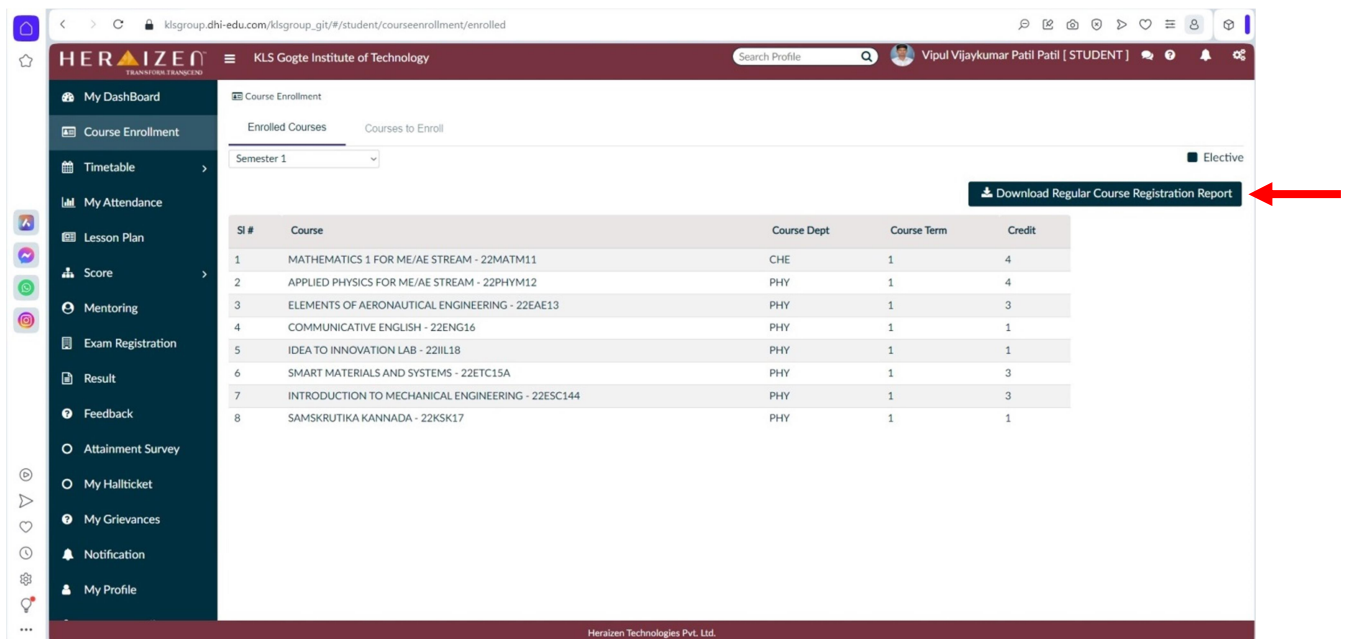 klsgroup.dhi-edu.com/klsgroup_git/#/student/courseenrollment/enrolled
HERAIZEN
TRANSFORM.TRANSCEND
KLS Gogte Institute of Technology
Search Profile
Vipul Vijaykumar Patil Patil [ STUDENT ]
My DashBoard
Course Enrollment
Timetable
My Attendance
Lesson Plan
Score
Mentoring
Exam Registration
Result
Feedback
Attainment Survey
My Hallticket
My Grievances
Notification
My Profile
Course Enrollment
Enrolled Courses Courses to Enroll
Semester 1 Elective
Download Regular Course Registration Report
Sl # Course Course Dept Course Term Credit
1 MATHEMATICS 1 FOR ME/AE STREAM - 22MATM11 CHE 1 4
2 APPLIED PHYSICS FOR ME/AE STREAM - 22PHYM12 PHY 1 4
3 ELEMENTS OF AERONAUTICAL ENGINEERING - 22EAE13 PHY 1 3
4 COMMUNICATIVE ENGLISH - 22ENG16 PHY 1 1
5 IDEA TO INNOVATION LAB - 22IIL18 PHY 1 1
6 SMART MATERIALS AND SYSTEMS - 22ETC15A PHY 1 3
7 INTRODUCTION TO MECHANICAL ENGINEERING - 22ESC144 PHY 1 3
8 SAMSKRUTIKA KANNADA - 22KSK17 PHY 1 1
Heraizen Technologies Pvt. Ltd.